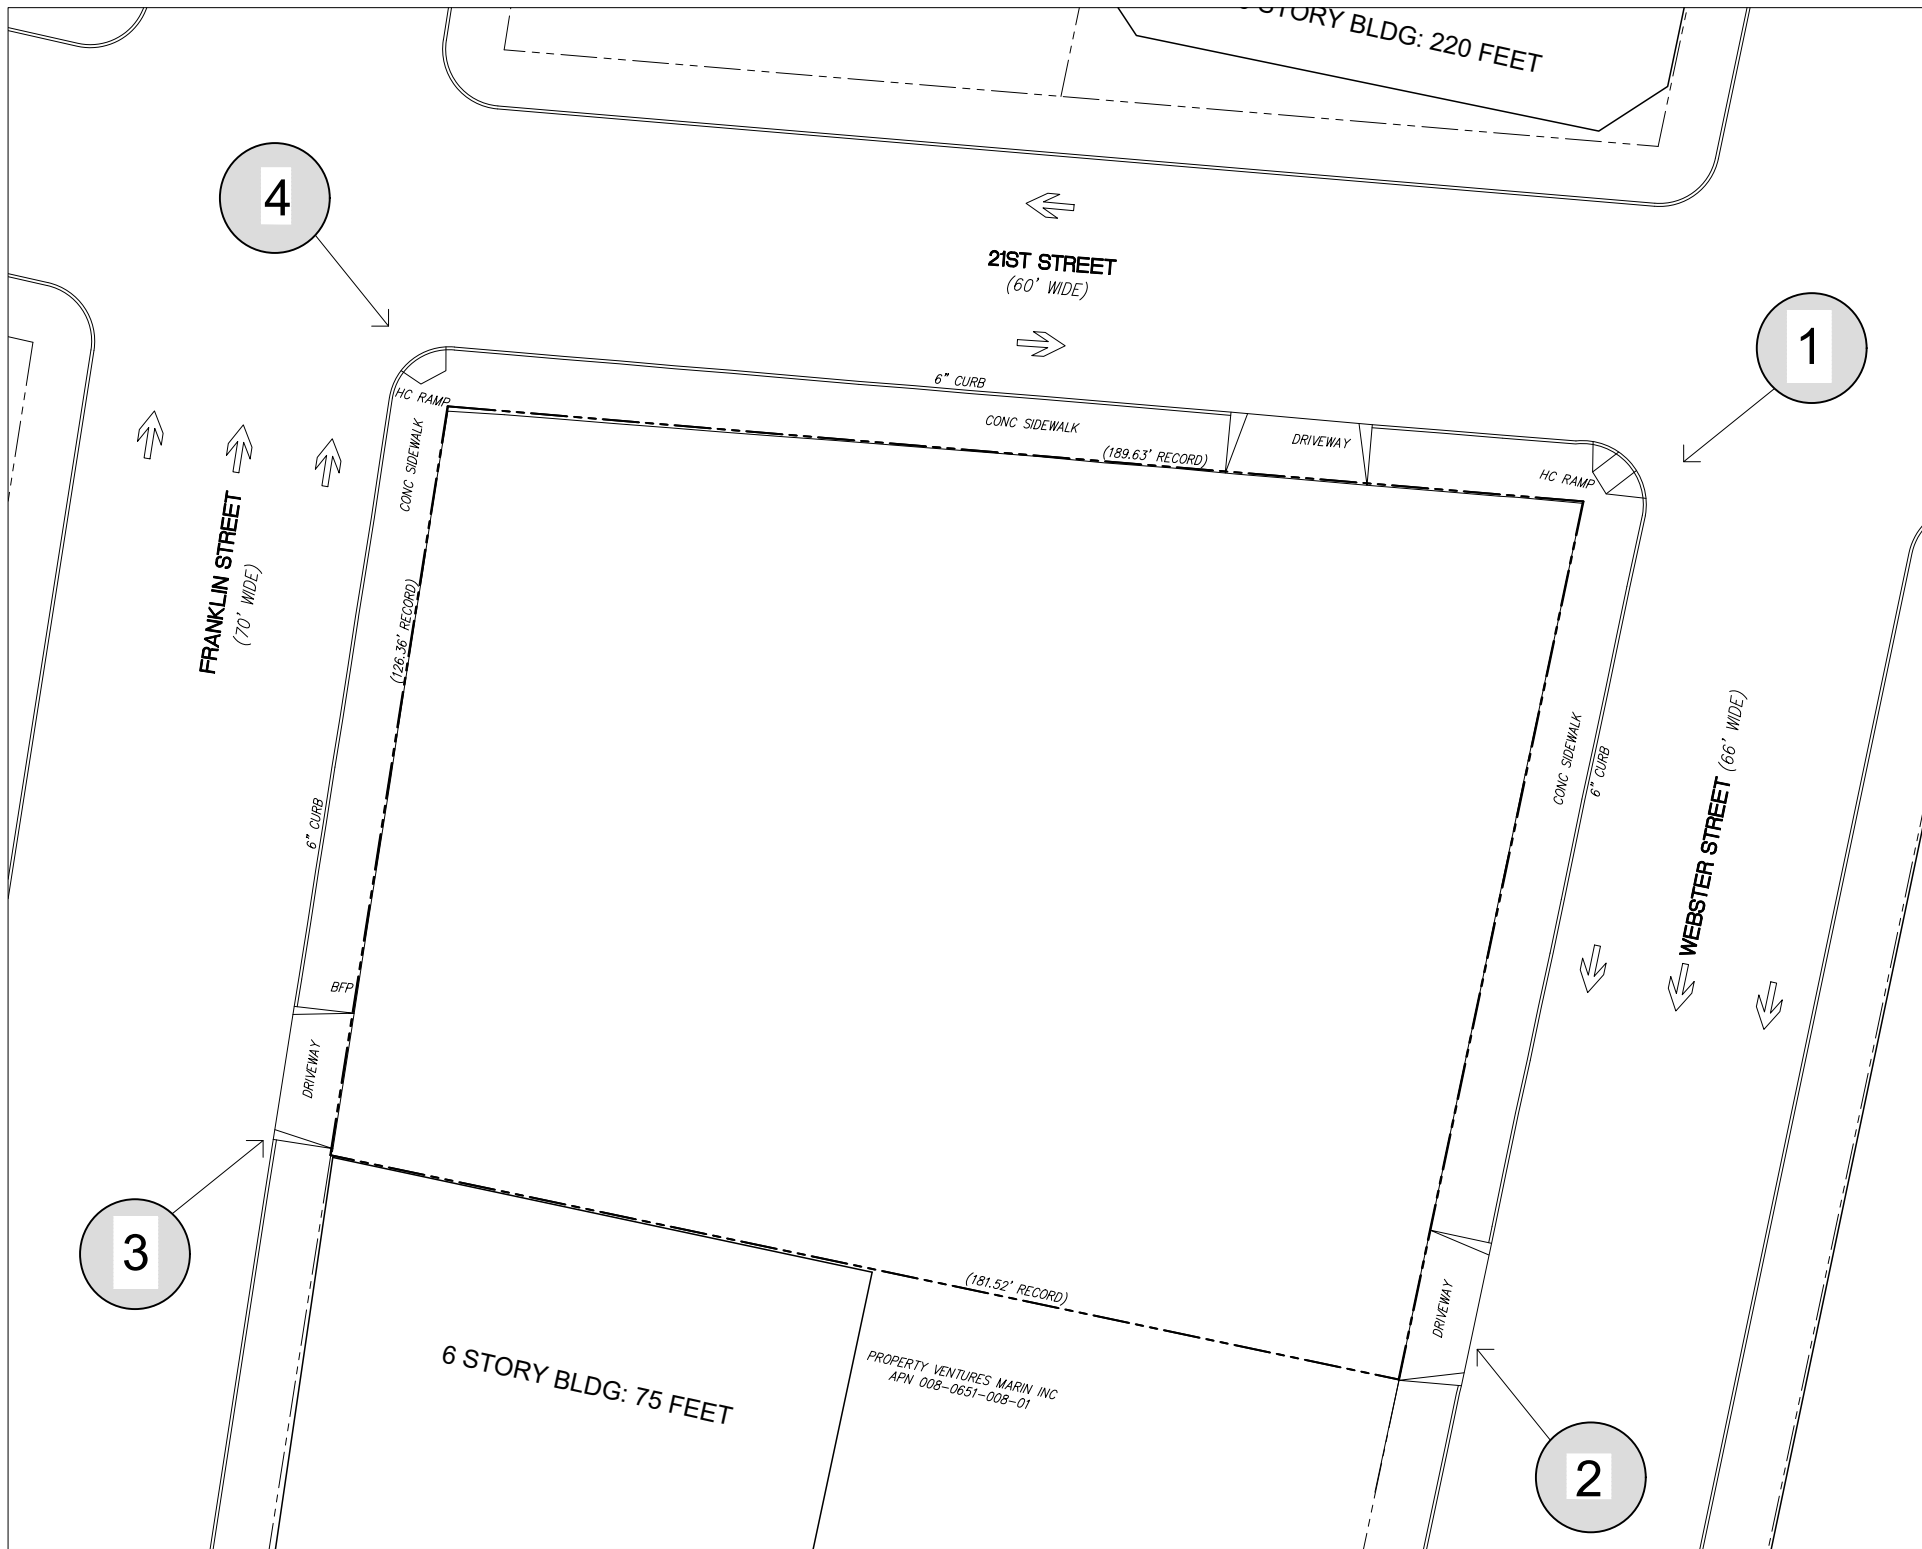 STORY BLDG: 220 FEET
4
21ST STREET
(60' WIDE)
1
6" CURB
HC RAMP
CONC SIDEWALK
DRIVEWAY
(189.63' RECORD)
HC RAMP
CONC SIDEWALK
FRANKLIN STREET
(70' WIDE)
(126.36' RECORD)
CONC SIDEWALK
6" CURB
WEBSTER STREET (66' WIDE)
6" CURB
BFP
DRIVEWAY
3
(181.52' RECORD)
DRIVEWAY
6 STORY BLDG: 75 FEET
PROPERTY VENTURES MARIN INC
APN 008-0651-008-01
2